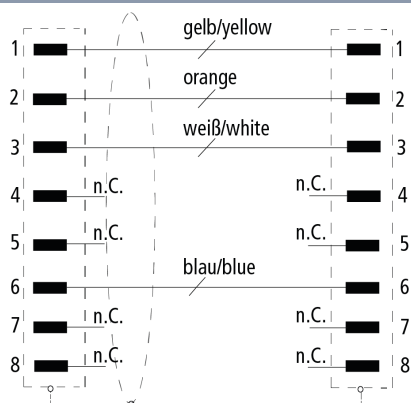 1 gelb/yellow 1
2 orange 2
3 weiß/white 3
4 n.C. n.C. 4
5 n.C. n.C. 5
6 blau/blue 6
7 n.C. n.C. 7
8 n.C. n.C. 8